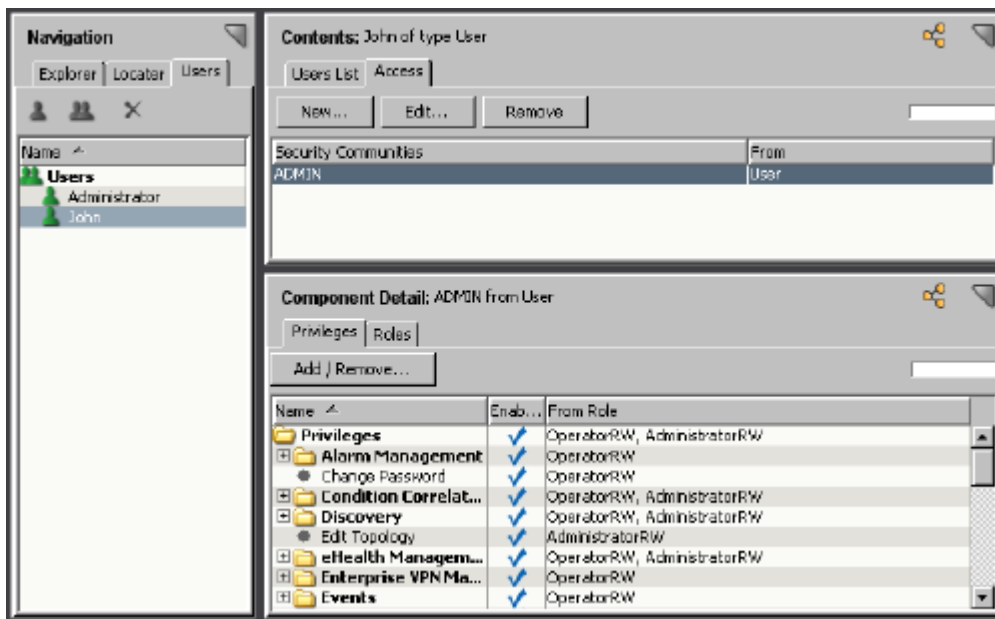 Navigation
Explorer Locater Users
Name
Users
Administrator
John
Contents: John of type User
Users List Access
New... Edit... Remove
Security Communities From
ADMIN User
Component Detail: ADMIN from User
Privileges Roles
Add / Remove...
Name Enab... From Role
Privileges OperatorRW, AdministratorRW
Alarm Management OperatorRW
Change Password OperatorRW
Condition Correlat... OperatorRW, AdministratorRW
Discovery OperatorRW, AdministratorRW
Edit Topology AdministratorRW
eHealth Managem... OperatorRW, AdministratorRW
Enterprise VPN Ma... OperatorRW
Events OperatorRW